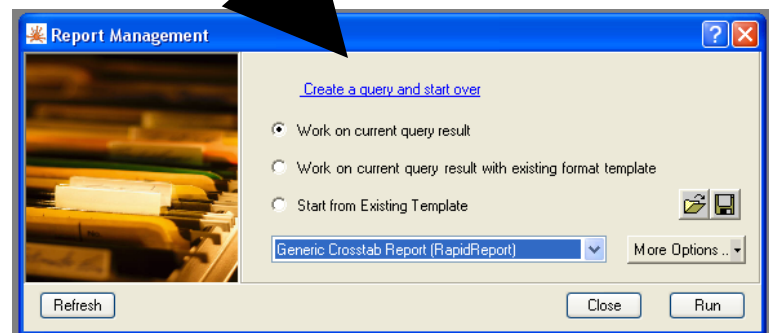 Report Management
Create a query and start over
Work on current query result
Work on current query result with existing format template
Start from Existing Template
Generic Crosstab Report (RapidReport)
More Options ..
Refresh
Close
Run